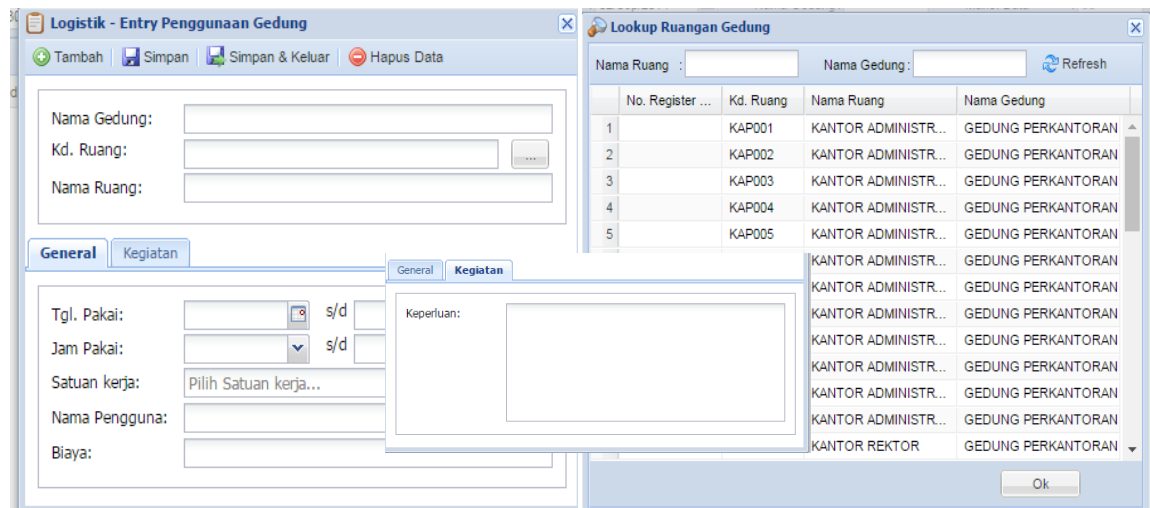 Logistik - Entry Penggunaan Gedung
Tambah Simpan Simpan & Keluar Hapus Data
Nama Gedung:
Kd. Ruang:
...
Nama Ruang:
General Kegiatan
Tgl. Pakai: s/d
Jam Pakai: s/d
Satuan kerja: Pilih Satuan kerja...
Nama Pengguna:
Biaya:
General Kegiatan
Keperluan:
Lookup Ruangan Gedung
Nama Ruang : Nama Gedung: Refresh
No. Register ... Kd. Ruang Nama Ruang Nama Gedung
1 KAP001 KANTOR ADMINISTR... GEDUNG PERKANTORAN
2 KAP002 KANTOR ADMINISTR... GEDUNG PERKANTORAN
3 KAP003 KANTOR ADMINISTR... GEDUNG PERKANTORAN
4 KAP004 KANTOR ADMINISTR... GEDUNG PERKANTORAN
5 KAP005 KANTOR ADMINISTR... GEDUNG PERKANTORAN
KANTOR ADMINISTR... GEDUNG PERKANTORAN
KANTOR ADMINISTR... GEDUNG PERKANTORAN
KANTOR ADMINISTR... GEDUNG PERKANTORAN
KANTOR ADMINISTR... GEDUNG PERKANTORAN
KANTOR ADMINISTR... GEDUNG PERKANTORAN
KANTOR ADMINISTR... GEDUNG PERKANTORAN
KANTOR ADMINISTR... GEDUNG PERKANTORAN
KANTOR REKTOR GEDUNG PERKANTORAN
Ok